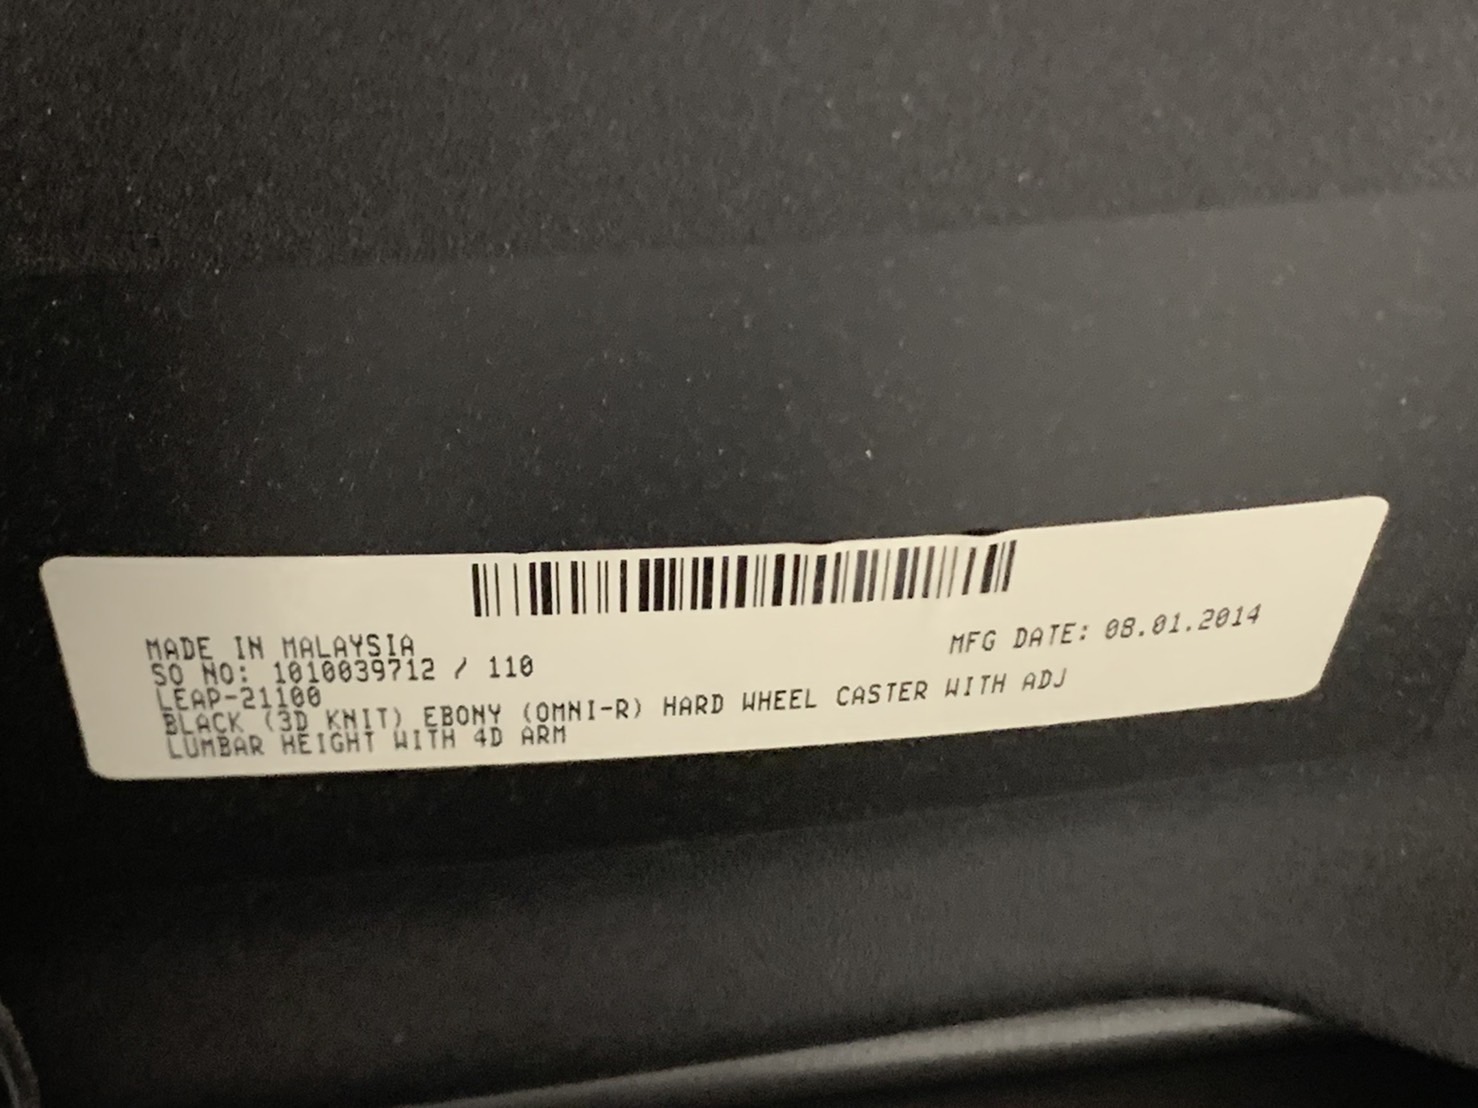 MADE IN MALAYSIA
SO NO: 1010039712 / 110
MFG DATE: 08.01.2014
LEAP-21100
BLACK (3D KNIT) EBONY (OMNI-R) HARD WHEEL CASTER WITH ADJ
LUMBAR HEIGHT WITH 4D ARM